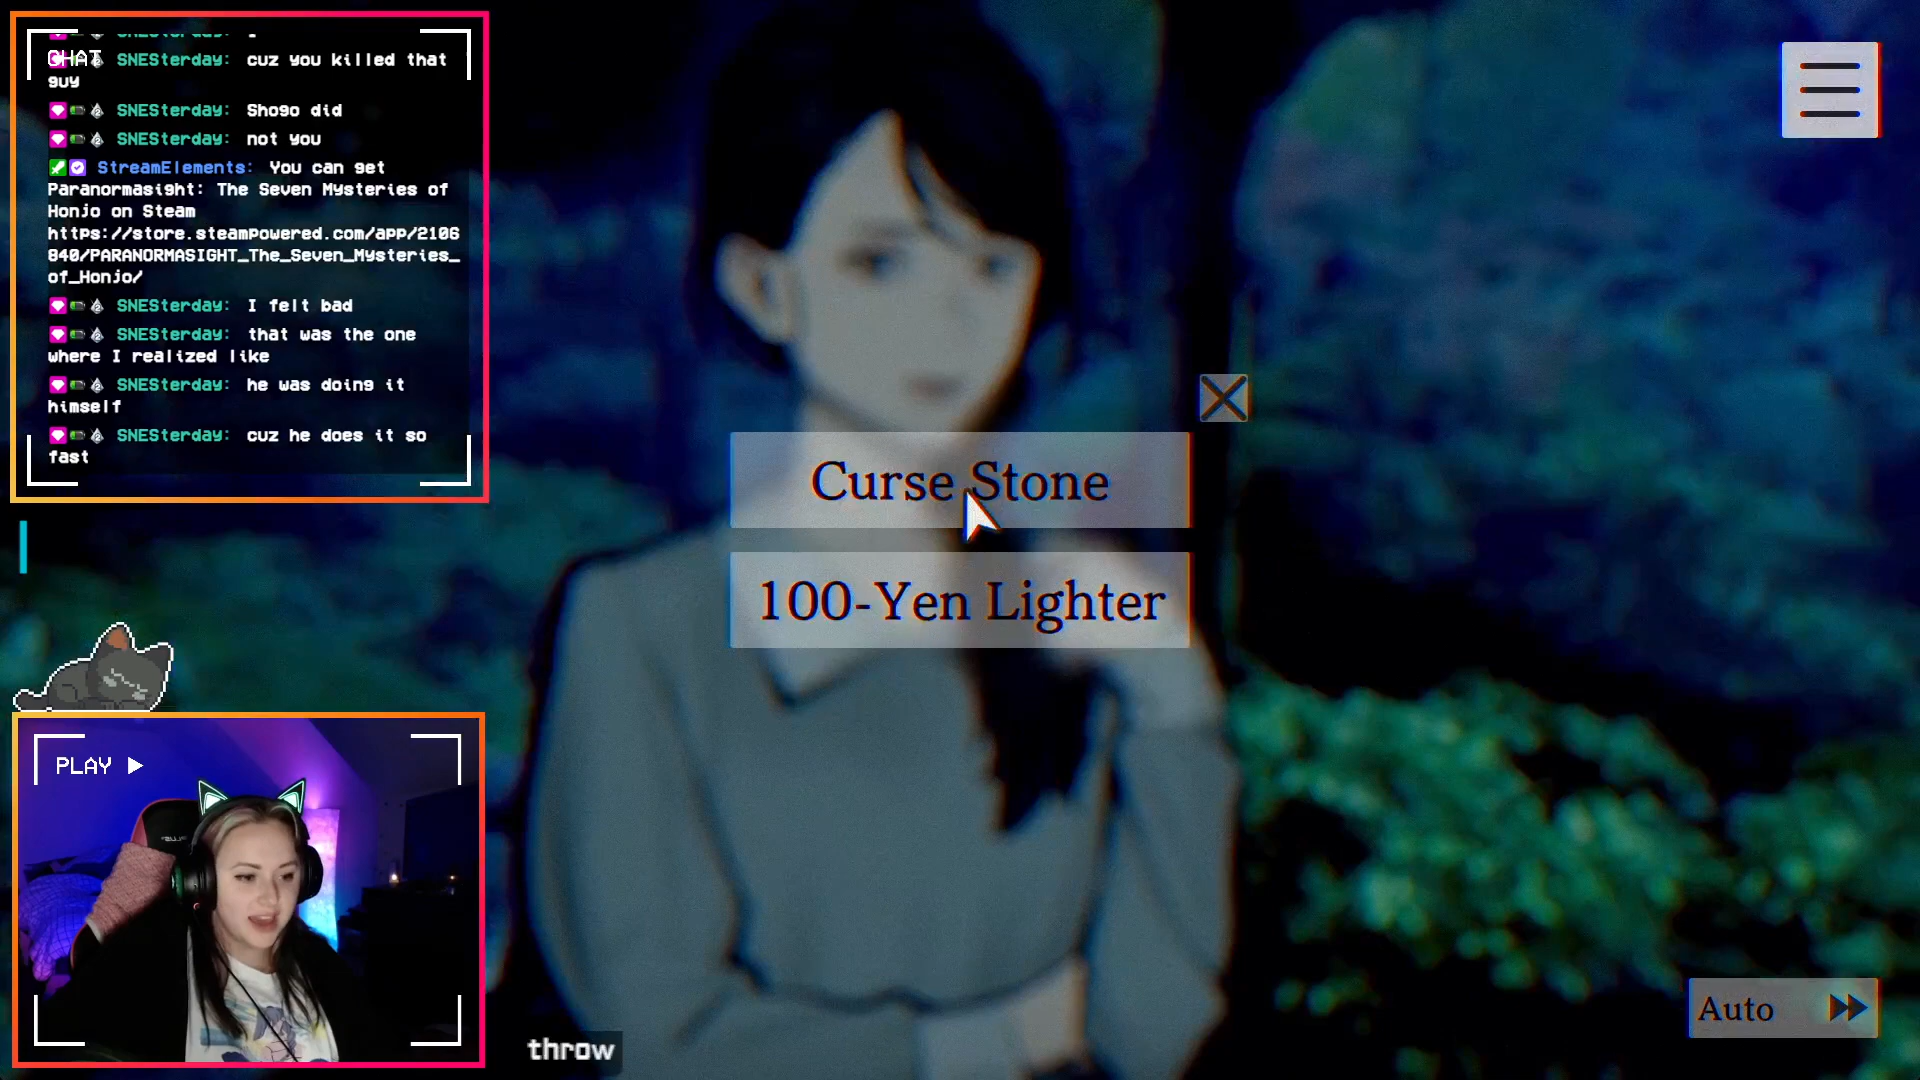 CHAT
SNESterday: cuz you killed that
guy
SNESterday: Shogo did
SNESterday: not you
StreamElements: You can get
Paranormasight: The Seven Mysteries of
Honjo on Steam
https://store.steampowered.com/app/2106
840/PARANORMASIGHT_The_Seven_Mysteries_
of_Honjo/
SNESterday: I felt bad
SNESterday: that was the one
where I realized like
SNESterday: he was doing it
himself
SNESterday: cuz he does it so
fast
Curse Stone
100-Yen Lighter
PLAY
Auto
throw